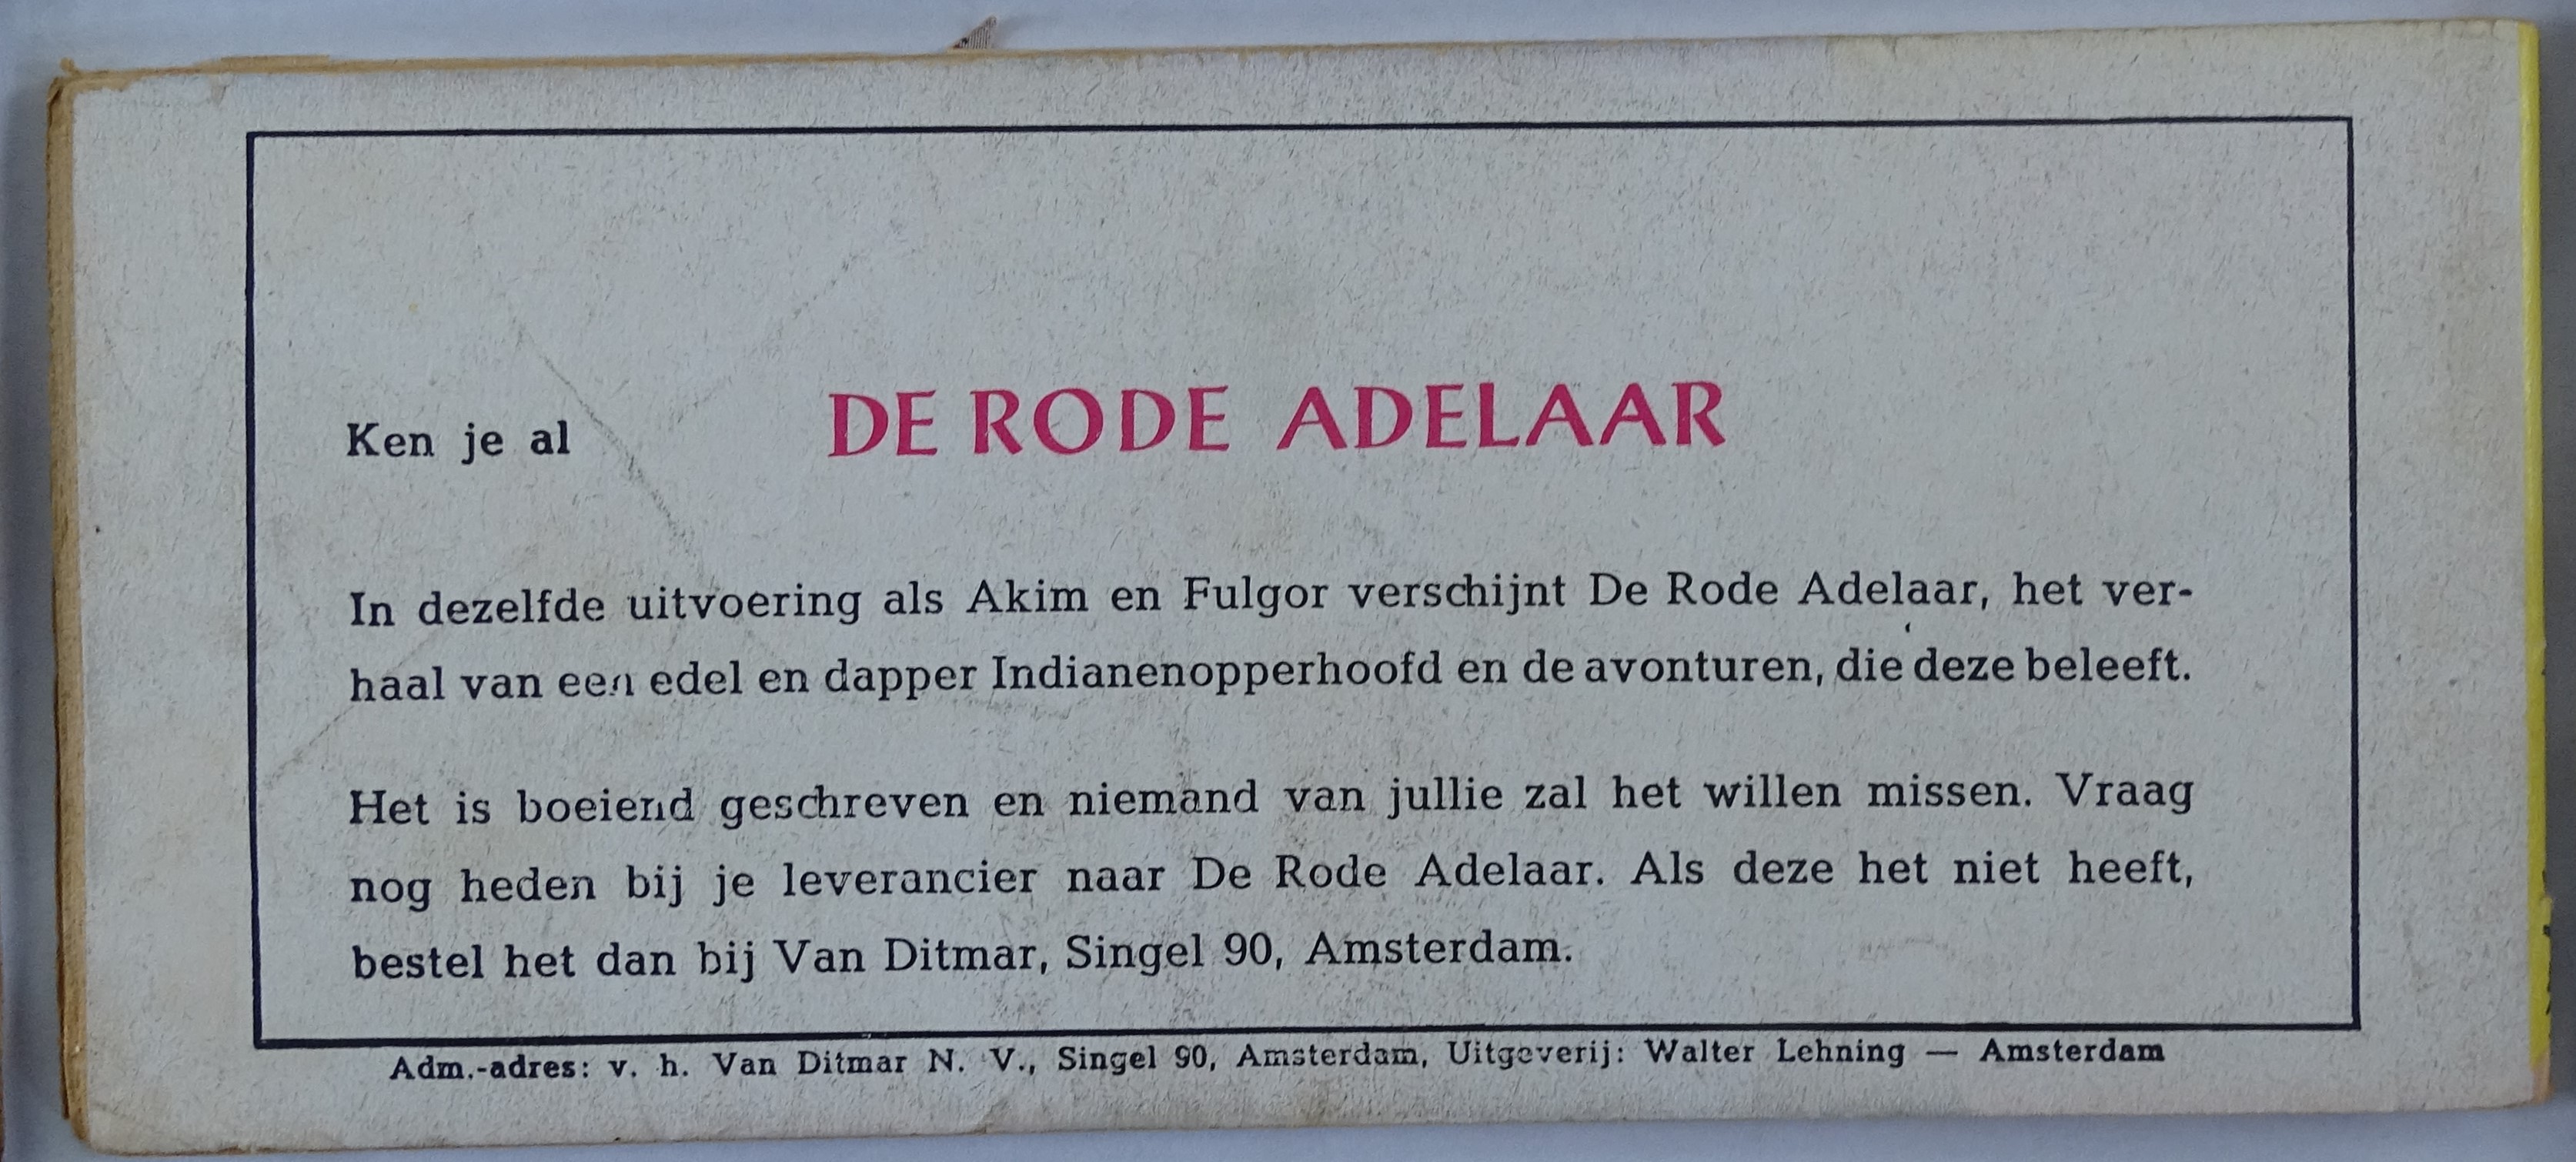 Ken je al DE RODE ADELAAR
In dezelfde uitvoering als Akim en Fulgor verschijnt De Rode Adelaar, het ver-
haal van een edel en dapper Indianenopperhoofd en de avonturen, die deze beleeft.
Het is boeiend geschreven en niemand van jullie zal het willen missen. Vraag
nog heden bij je leverancier naar De Rode Adelaar. Als deze het niet heeft,
bestel het dan bij Van Ditmar, Singel 90, Amsterdam.
Adm.-adres: v. h. Van Ditmar N. V., Singel 90, Amsterdam, Uitgeverij: Walter Lehning — Amsterdam